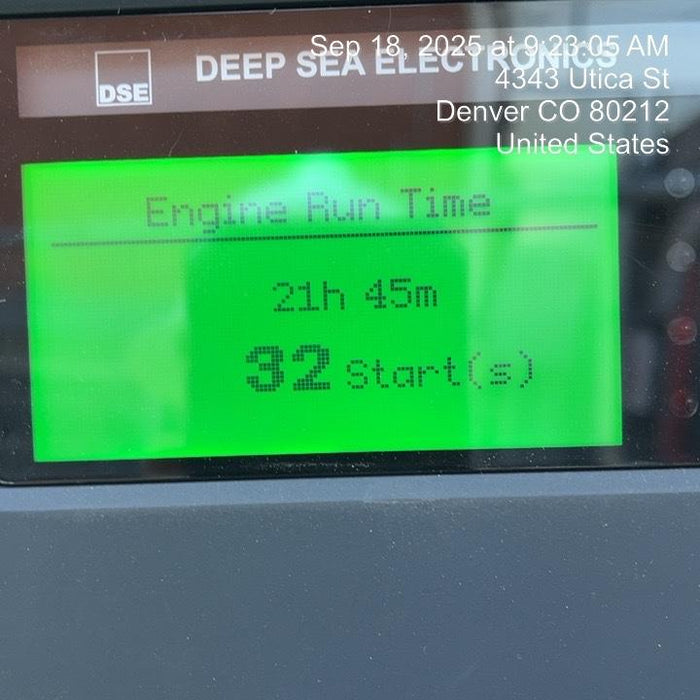 Sep 18, 2025 at 9:23:05 AM
DSE
DEEP SEA ELECTRONICS
4343 Utica St
Denver CO 80212
United States
Engine Run Time
21h 45m
32 Start(s)